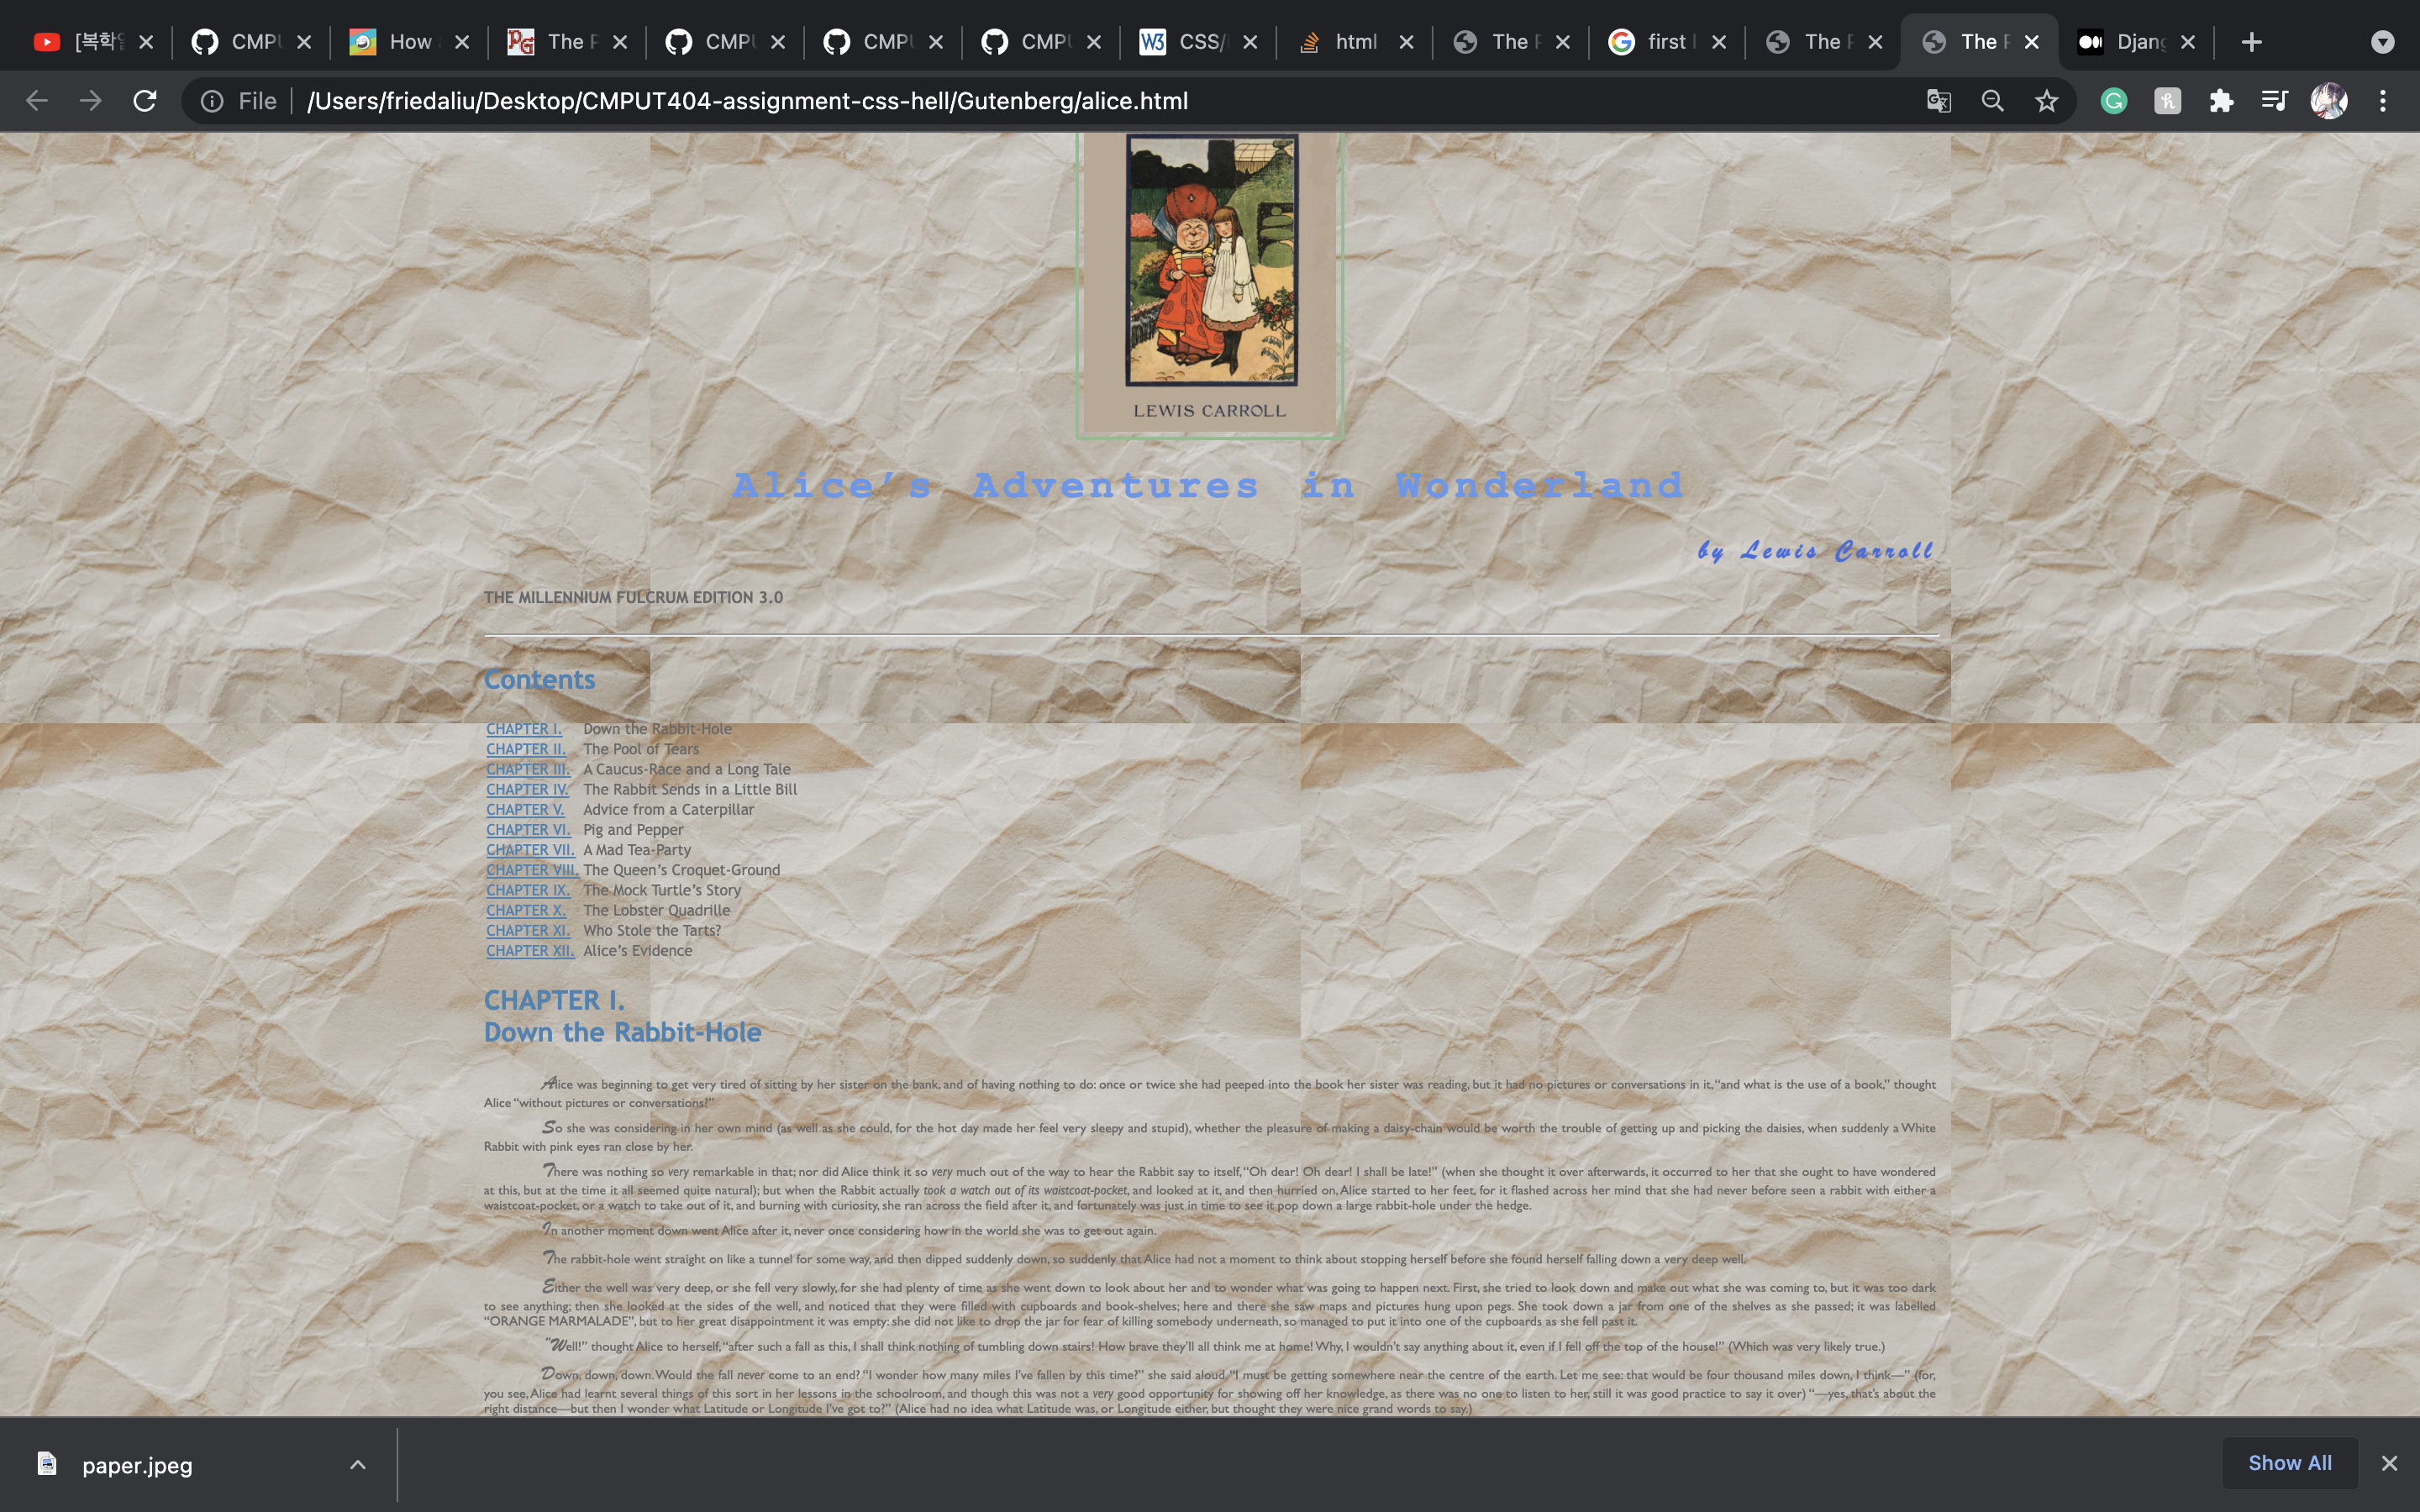 [복학
CMPU
How a
The P
CMPU
CMPU
CMPU
CSS/
html
The P
first l
The P
The P
Djang
File
/Users/friedaliu/Desktop/CMPUT404-assignment-css-hell/Gutenberg/alice.html
LEWIS CARROLL
Alice’s Adventures in Wonderland
by Lewis Carroll
THE MILLENNIUM FULCRUM EDITION 3.0
Contents
CHAPTER I. Down the Rabbit-Hole
CHAPTER II. The Pool of Tears
CHAPTER III. A Caucus-Race and a Long Tale
CHAPTER IV. The Rabbit Sends in a Little Bill
CHAPTER V. Advice from a Caterpillar
CHAPTER VI. Pig and Pepper
CHAPTER VII. A Mad Tea-Party
CHAPTER VIII. The Queen’s Croquet-Ground
CHAPTER IX. The Mock Turtle’s Story
CHAPTER X. The Lobster Quadrille
CHAPTER XI. Who Stole the Tarts?
CHAPTER XII. Alice’s Evidence
CHAPTER I.
Down the Rabbit-Hole
Alice was beginning to get very tired of sitting by her sister on the bank, and of having nothing to do: once or twice she had peeped into the book her sister was reading, but it had no pictures or conversations in it, “and what is the use of a book,” thought
Alice “without pictures or conversations?”
So she was considering in her own mind (as well as she could, for the hot day made her feel very sleepy and stupid), whether the pleasure of making a daisy-chain would be worth the trouble of getting up and picking the daisies, when suddenly a White
Rabbit with pink eyes ran close by her.
There was nothing so very remarkable in that; nor did Alice think it so very much out of the way to hear the Rabbit say to itself, “Oh dear! Oh dear! I shall be late!” (when she thought it over afterwards, it occurred to her that she ought to have wondered
at this, but at the time it all seemed quite natural); but when the Rabbit actually took a watch out of its waistcoat-pocket, and looked at it, and then hurried on, Alice started to her feet, for it flashed across her mind that she had never before seen a rabbit with either a
waistcoat-pocket, or a watch to take out of it, and burning with curiosity, she ran across the field after it, and fortunately was just in time to see it pop down a large rabbit-hole under the hedge.
In another moment down went Alice after it, never once considering how in the world she was to get out again.
The rabbit-hole went straight on like a tunnel for some way, and then dipped suddenly down, so suddenly that Alice had not a moment to think about stopping herself before she found herself falling down a very deep well.
Either the well was very deep, or she fell very slowly, for she had plenty of time as she went down to look about her and to wonder what was going to happen next. First, she tried to look down and make out what she was coming to, but it was too dark
to see anything; then she looked at the sides of the well, and noticed that they were filled with cupboards and book-shelves; here and there she saw maps and pictures hung upon pegs. She took down a jar from one of the shelves as she passed; it was labelled
“ORANGE MARMALADE”, but to her great disappointment it was empty: she did not like to drop the jar for fear of killing somebody underneath, so managed to put it into one of the cupboards as she fell past it.
“Well!” thought Alice to herself, “after such a fall as this, I shall think nothing of tumbling down stairs! How brave they’ll all think me at home! Why, I wouldn’t say anything about it, even if I fell off the top of the house!” (Which was very likely true.)
Down, down, down. Would the fall never come to an end? “I wonder how many miles I’ve fallen by this time?” she said aloud. “I must be getting somewhere near the centre of the earth. Let me see: that would be four thousand miles down, I think—” (for,
you see, Alice had learnt several things of this sort in her lessons in the schoolroom, and though this was not a very good opportunity for showing off her knowledge, as there was no one to listen to her, still it was good practice to say it over) “—yes, that’s about the
right distance—but then I wonder what Latitude or Longitude I’ve got to?” (Alice had no idea what Latitude was, or Longitude either, but thought they were nice grand words to say.)
paper.jpeg
Show All